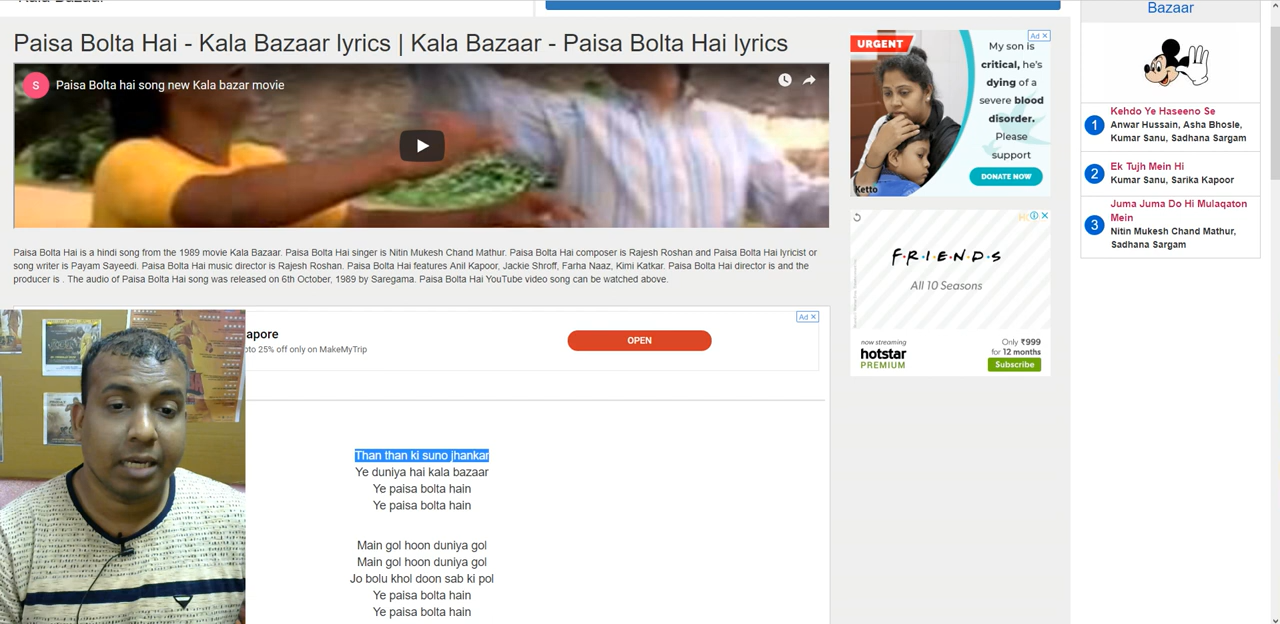 Bazaar
Paisa Bolta Hai - Kala Bazaar lyrics | Kala Bazaar - Paisa Bolta Hai lyrics
S
Paisa Bolta hai song new Kala bazar movie
Paisa Bolta Hai is a hindi song from the 1989 movie Kala Bazaar. Paisa Bolta Hai singer is Nitin Mukesh Chand Mathur. Paisa Bolta Hai composer is Rajesh Roshan and Paisa Bolta Hai lyricist or
song writer is Payam Sayeedi. Paisa Bolta Hai music director is Rajesh Roshan. Paisa Bolta Hai features Anil Kapoor, Jackie Shroff, Farha Naaz, Kimi Katkar. Paisa Bolta Hai director is and the
producer is . The audio of Paisa Bolta Hai song was released on 6th October, 1989 by Saregama. Paisa Bolta Hai YouTube video song can be watched above.
Ad
apore
pto 25% off only on MakeMyTrip
OPEN
Than than ki suno jhankar
Ye duniya hai kala bazaar
Ye paisa bolta hain
Ye paisa bolta hain
Main gol hoon duniya gol
Main gol hoon duniya gol
Jo bolu khol doon sab ki pol
Ye paisa bolta hain
Ye paisa bolta hain
URGENT
Ad
My son is
critical, he's
dying of a
severe blood
disorder.
Please
support
DONATE NOW
Ketto
F·R·I·E·N·D·S
All 10 Seasons
now streaming
hotstar
PREMIUM
Only ₹999
for 12 months
Subscribe
Bazaar
1
Kehdo Ye Haseeno Se
Anwar Hussain, Asha Bhosle,
Kumar Sanu, Sadhana Sargam
2
Ek Tujh Mein Hi
Kumar Sanu, Sarika Kapoor
3
Juma Juma Do Hi Mulaqaton
Mein
Nitin Mukesh Chand Mathur,
Sadhana Sargam